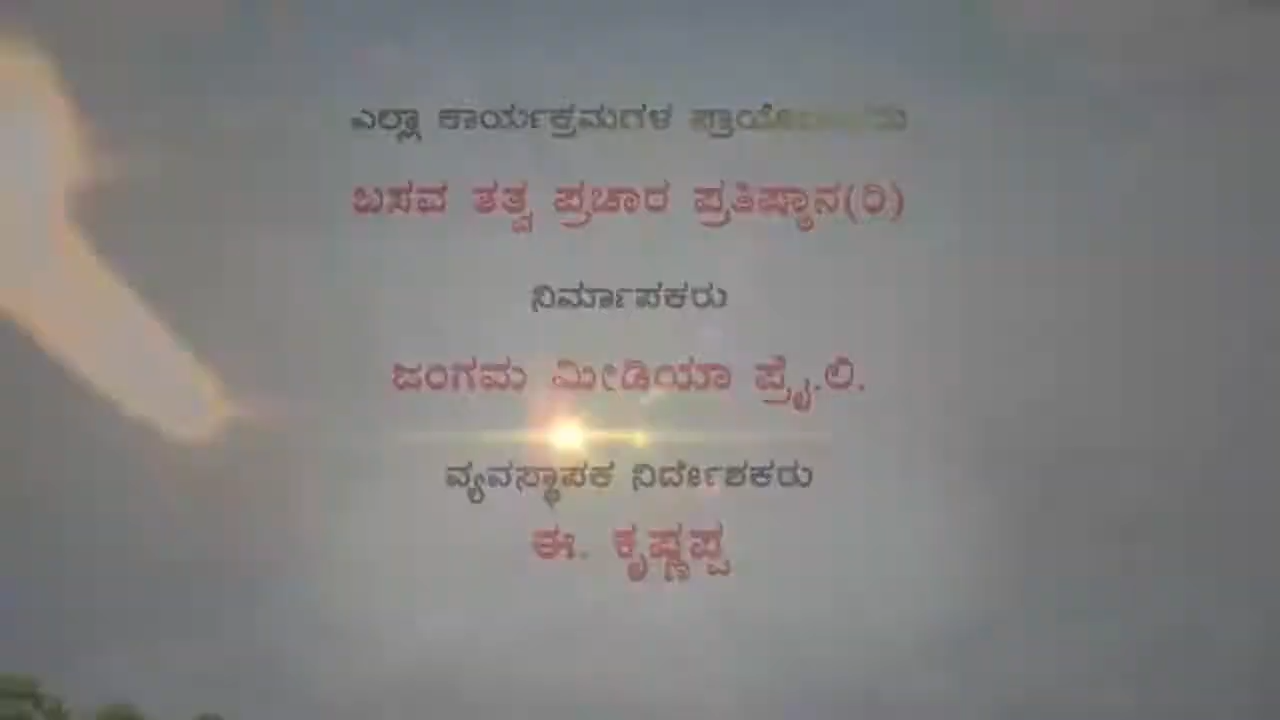 ಎಲ್ಲಾ ಕಾರ್ಯಕ್ರಮಗಳ
ಬಸವ ತತ್ವ ಪ್ರಚಾರ ಪ್ರತಿಷ್ಠಾನ(ರಿ)
ನಿರ್ಮಾಪಕರು
ಜಂಗಮ ಮೀಡಿಯಾ ಪ್ರೈ.ಲಿ.
ವ್ಯವಸ್ಥಾಪಕ ನಿರ್ದೇಶಕರು
ಈ. ಕೃಷ್ಣಪ್ಪ